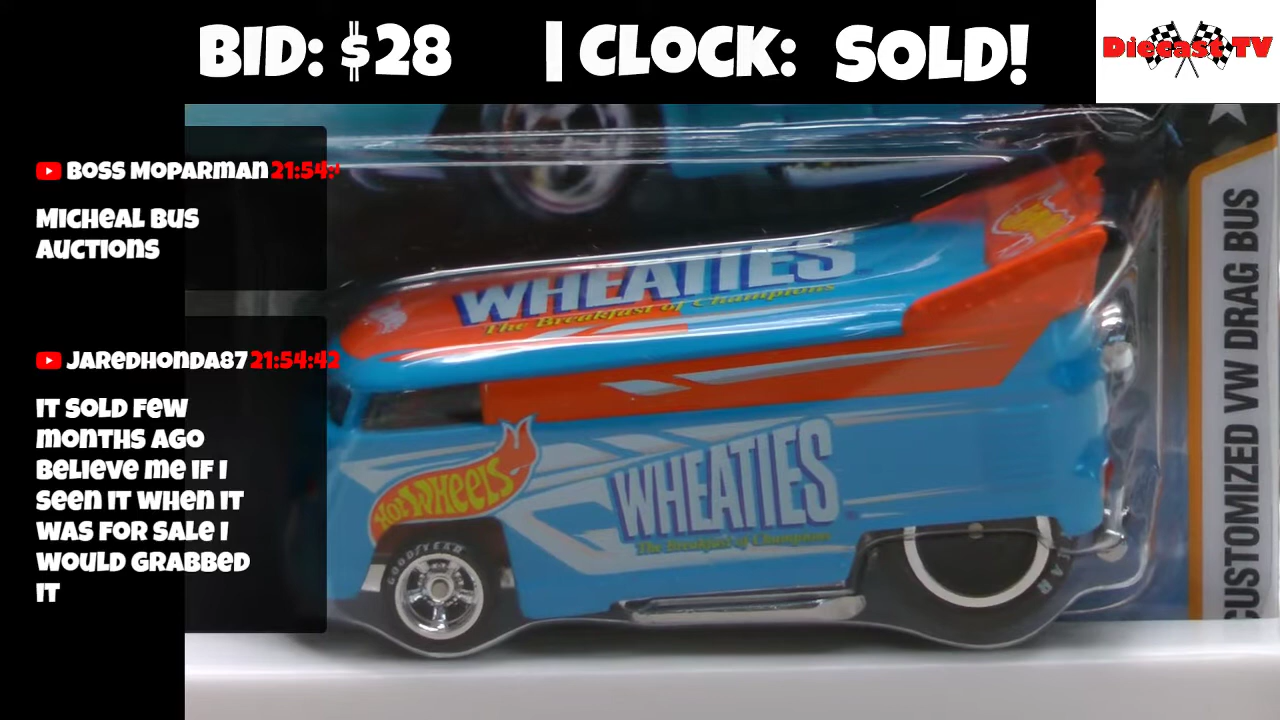 BID: $28 | CLOCK: SOLD!
Diecast TV
BOSS MOPARMAN 21:54:
MICHEAL BUS
AUCTIONS
JAREDHONDA87 21:54:42
IT SOLD FEW
MONTHS AGO
BELIEVE ME IF I
SEEN IT WHEN IT
WAS FOR SALE I
WOULD GRABBED
IT
WHEATIES
The Breakfast of Champions
HOT WHEELS
WHEATIES
The Breakfast of Champions
GOODYEAR
EAR
CUSTOMIZED VW DRAG BUS